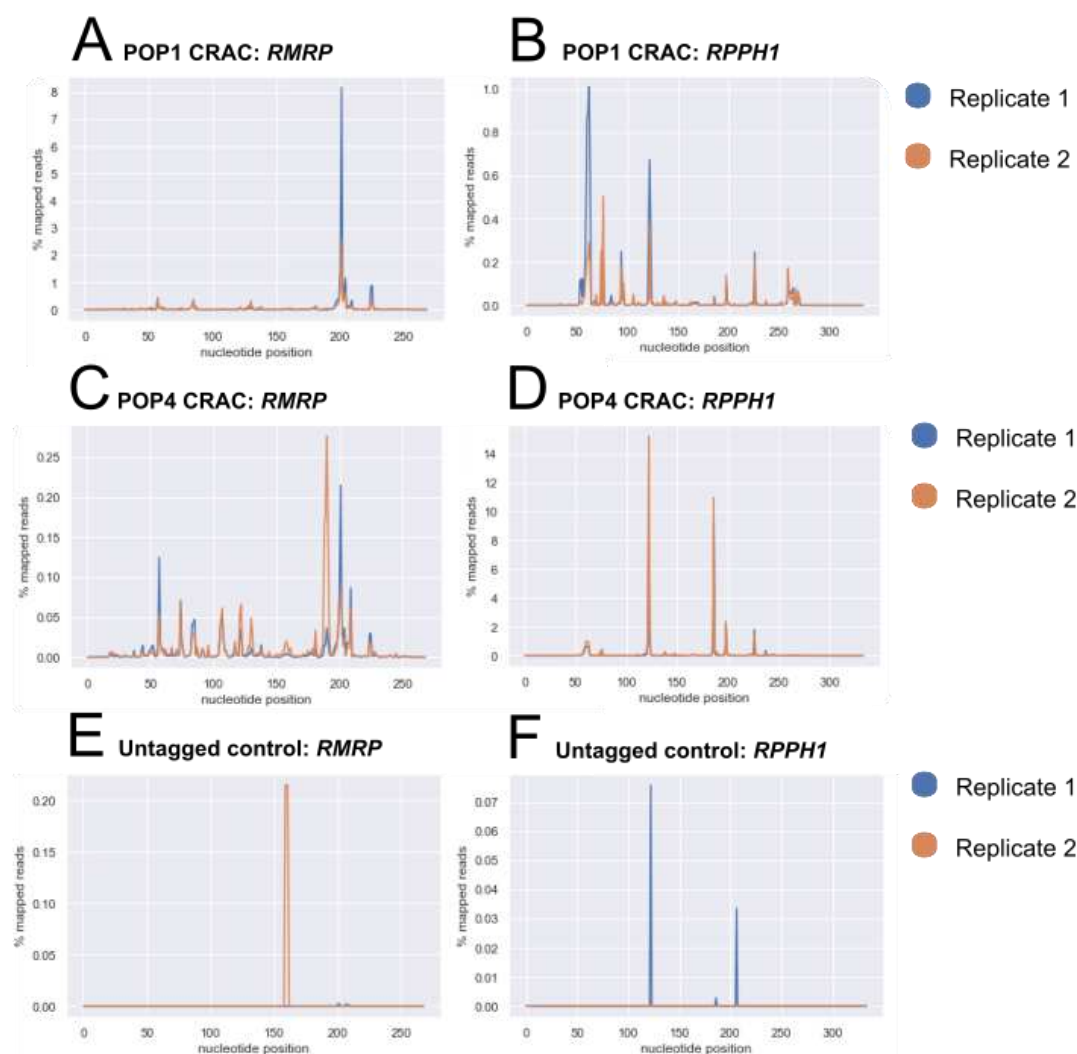 A POP1 CRAC: RMRP
8
7
6
5
4
3
2
1
0
% mapped reads
0 50 100 150 200 250
nucleotide position
B POP1 CRAC: RPPH1
1.0
0.8
0.6
0.4
0.2
0.0
% mapped reads
0 50 100 150 200 250 300
nucleotide position
Replicate 1
Replicate 2
C POP4 CRAC: RMRP
0.25
0.20
0.15
0.10
0.05
0.00
% mapped reads
0 50 100 150 200 250
nucleotide position
D POP4 CRAC: RPPH1
14
12
10
8
6
4
2
0
% mapped reads
0 50 100 150 200 250 300
nucleotide position
Replicate 1
Replicate 2
E Untagged control: RMRP
0.20
0.15
0.10
0.05
0.00
% mapped reads
0 50 100 150 200 250
nucleotide position
F Untagged control: RPPH1
0.07
0.06
0.05
0.04
0.03
0.02
0.01
0.00
% mapped reads
0 50 100 150 200 250 300
nucleotide position
Replicate 1
Replicate 2